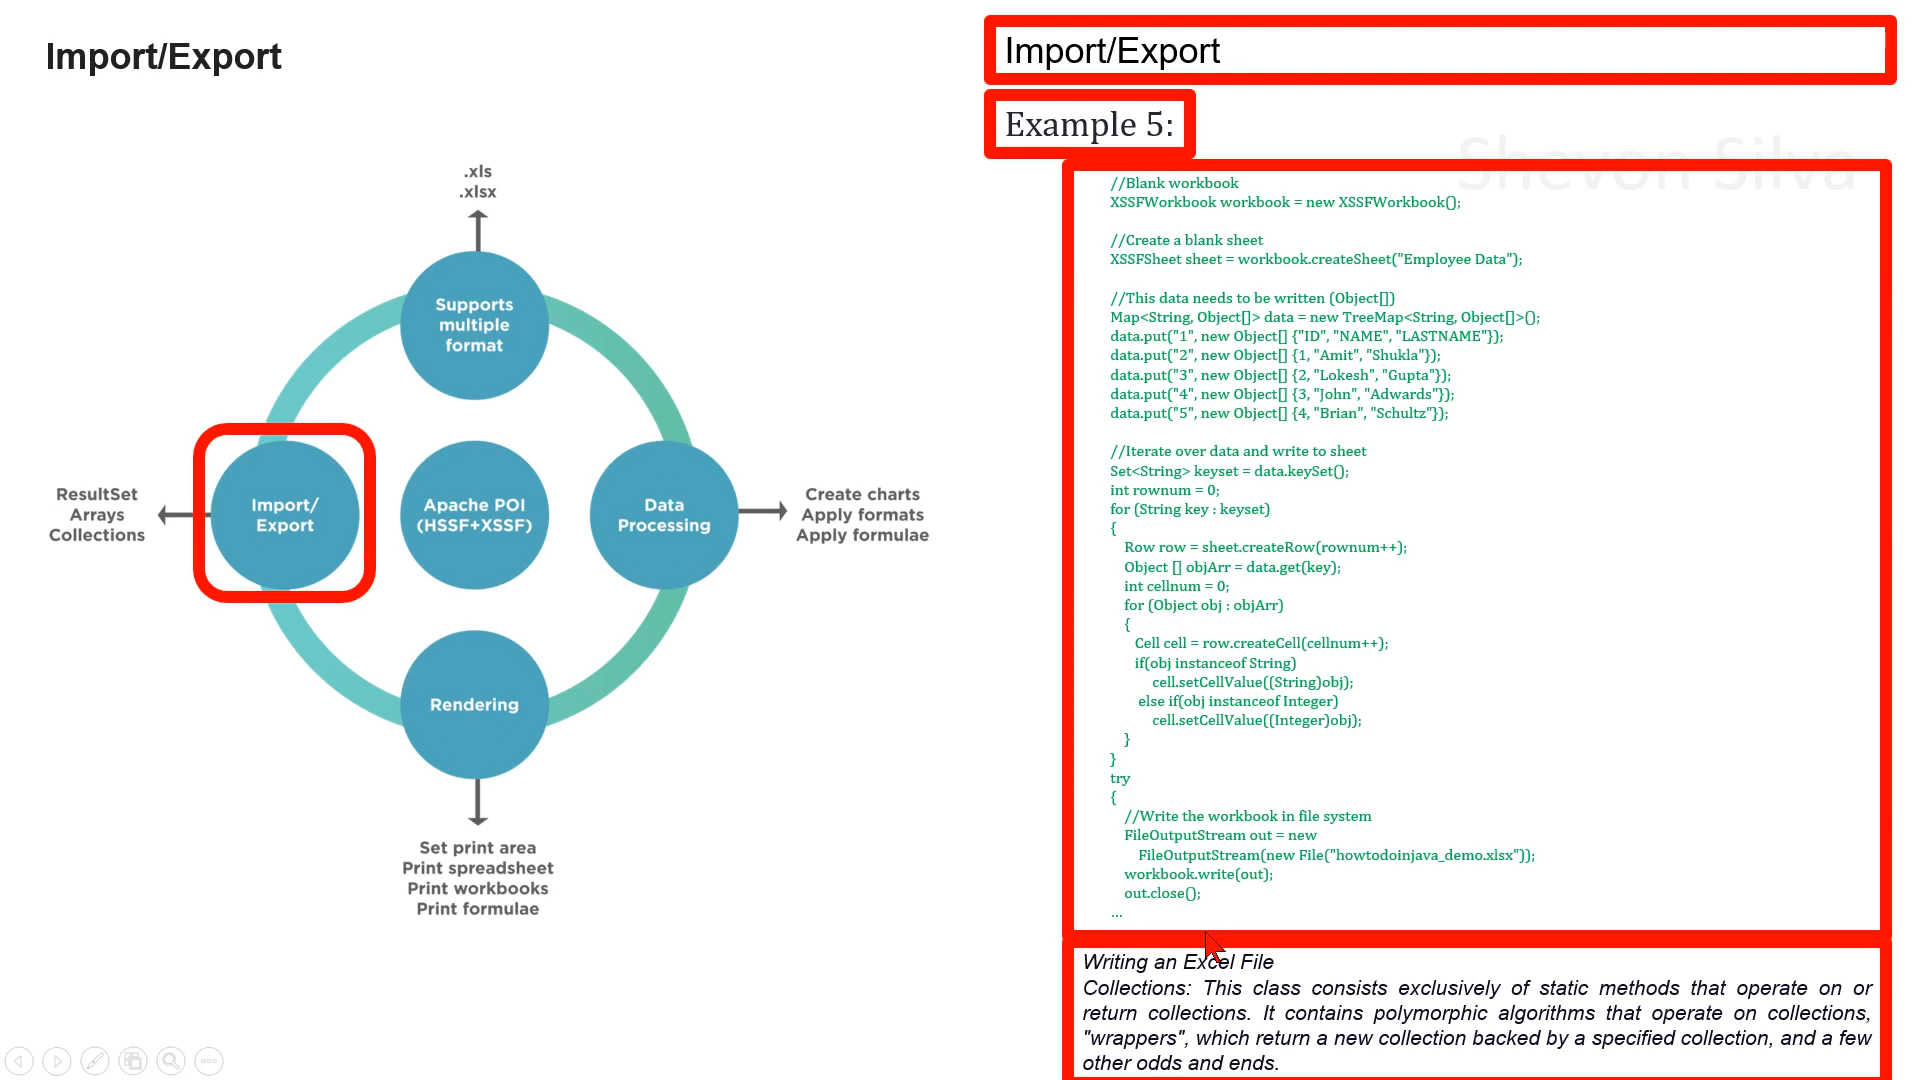 Import/Export
.xls
.xlsx
Supports
multiple
format
ResultSet
Arrays
Collections
Import/
Export
Apache POI
(HSSF+XSSF)
Data
Processing
Create charts
Apply formats
Apply formulae
Rendering
Set print area
Print spreadsheet
Print workbooks
Print formulae
Import/Export
Example 5:
Shevon Silva
//Blank workbook
XSSFWorkbook workbook = new XSSFWorkbook();
//Create a blank sheet
XSSFSheet sheet = workbook.createSheet("Employee Data");
//This data needs to be written (Object[])
Map<String, Object[]> data = new TreeMap<String, Object[]>();
data.put("1", new Object[] {"ID", "NAME", "LASTNAME"});
data.put("2", new Object[] {1, "Amit", "Shukla"});
data.put("3", new Object[] {2, "Lokesh", "Gupta"});
data.put("4", new Object[] {3, "John", "Adwards"});
data.put("5", new Object[] {4, "Brian", "Schultz"});
//Iterate over data and write to sheet
Set<String> keyset = data.keySet();
int rownum = 0;
for (String key : keyset)
{
Row row = sheet.createRow(rownum++);
Object [] objArr = data.get(key);
int cellnum = 0;
for (Object obj : objArr)
{
Cell cell = row.createCell(cellnum++);
if(obj instanceof String)
cell.setCellValue((String)obj);
else if(obj instanceof Integer)
cell.setCellValue((Integer)obj);
}
}
try
{
//Write the workbook in file system
FileOutputStream out = new
FileOutputStream(new File("howtodoinjava_demo.xlsx"));
workbook.write(out);
out.close();
...
Writing an Excel File
Collections: This class consists exclusively of static methods that operate on or
return collections. It contains polymorphic algorithms that operate on collections,
"wrappers", which return a new collection backed by a specified collection, and a few
other odds and ends.